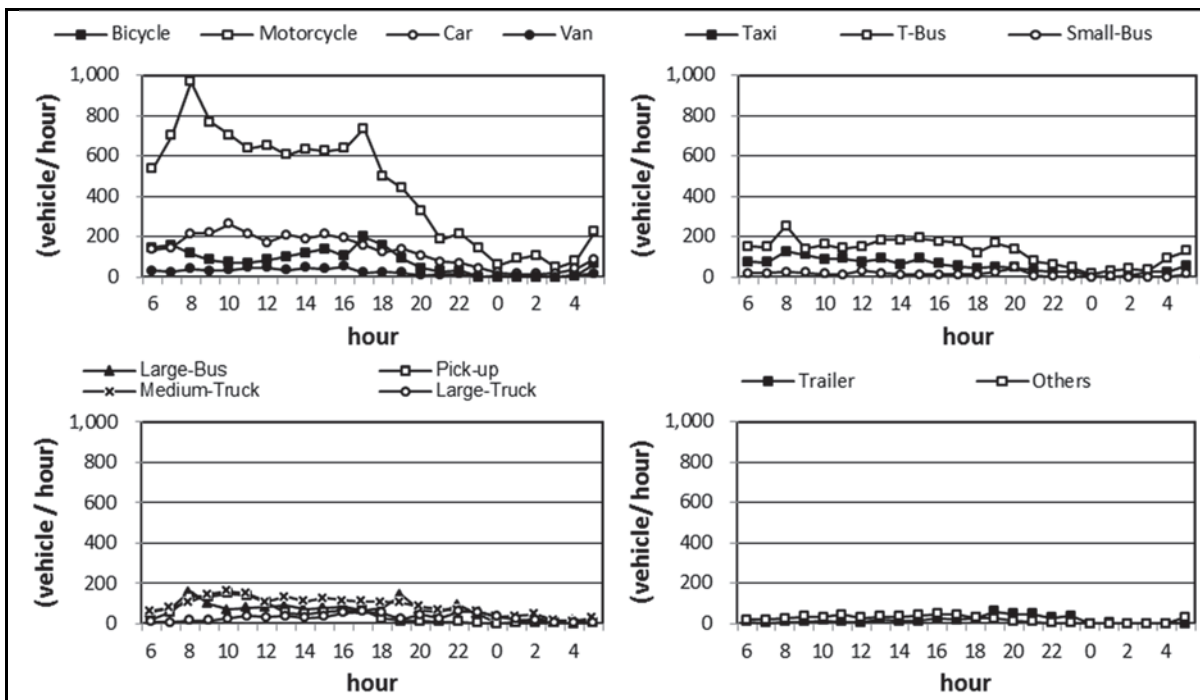 Bicycle Motorcycle Car Van
1,000
800
600
400
200
0
(vehicle/ hour)
6 8 10 12 14 16 18 20 22 0 2 4
hour
Taxi T-Bus Small-Bus
1,000
800
600
400
200
0
(vehicle/ hour)
6 8 10 12 14 16 18 20 22 0 2 4
hour
Large-Bus Pick-up
Medium-Truck Large-Truck
1,000
800
600
400
200
0
(vehicle/ hour)
6 8 10 12 14 16 18 20 22 0 2 4
hour
Trailer Others
1,000
800
600
400
200
0
(vehicle/ hour)
6 8 10 12 14 16 18 20 22 0 2 4
hour